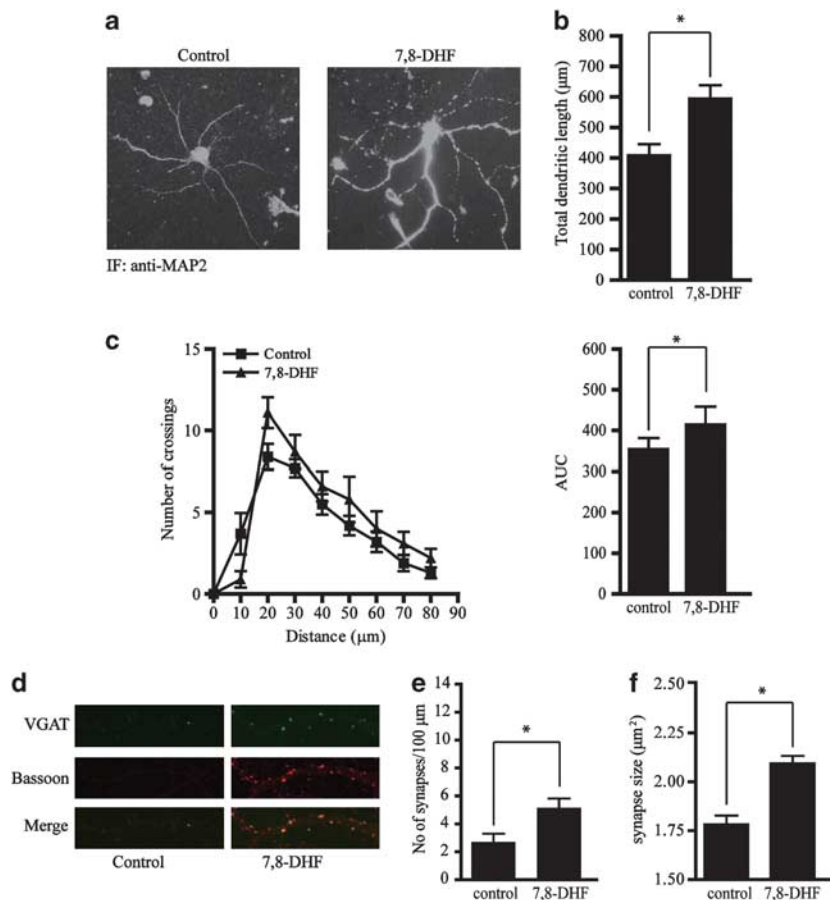 a
Control
7,8-DHF
IF: anti-MAP2
b
Total dendritic length (μm)
800
700
600
500
400
300
200
100
0
*
control
7,8-DHF
c
Number of crossings
15
10
5
0
Control
7,8-DHF
0 10 20 30 40 50 60 70 80 90
Distance (μm)
AUC
600
500
400
300
200
100
0
*
control
7,8-DHF
d
VGAT
Bassoon
Merge
Control
7,8-DHF
e
No of synapses/100 μm
14
12
10
8
6
4
2
0
*
control
7,8-DHF
f
synapse size (μm²)
2.50
2.25
2.00
1.75
1.50
*
control
7,8-DHF